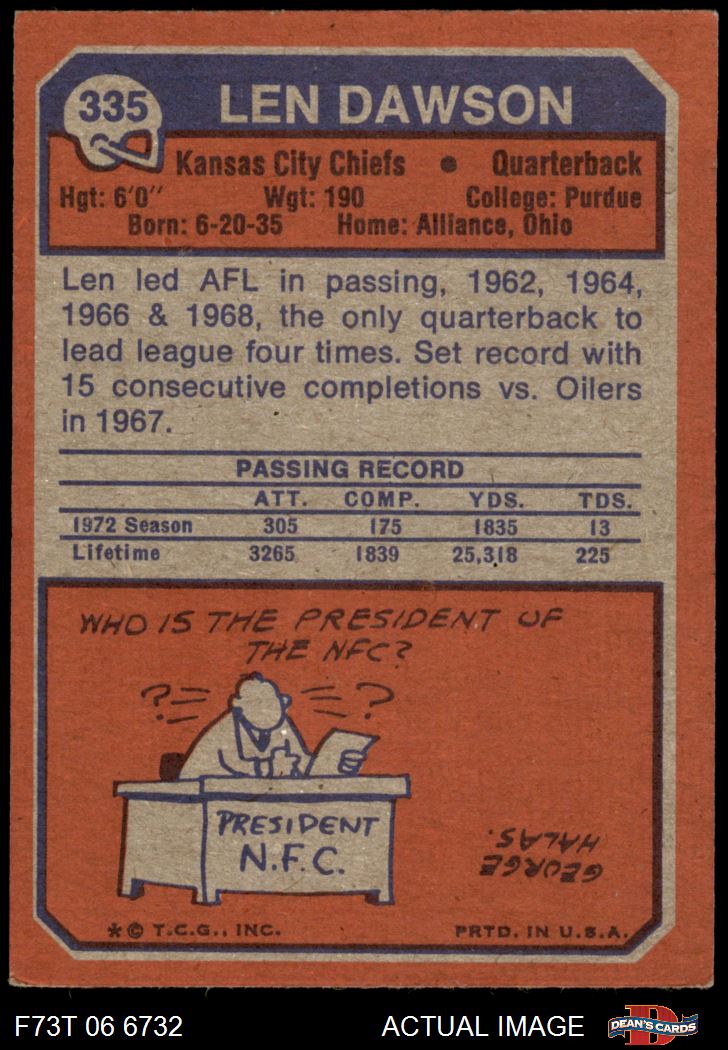 335 LEN DAWSON
Kansas City Chiefs • Quarterback
Hgt: 6'0" Wgt: 190 College: Purdue
Born: 6-20-35 Home: Alliance, Ohio
Len led AFL in passing, 1962, 1964,
1966 & 1968, the only quarterback to
lead league four times. Set record with
15 consecutive completions vs. Oilers
in 1967.
PASSING RECORD
ATT. COMP. YDS. TDS.
1972 Season 305 175 1835 13
Lifetime 3265 1839 25,318 225
WHO IS THE PRESIDENT OF
THE NFC?
? ?
PRESIDENT
N.F.C.
GEORGE
HALAS.
*© T.C.G., INC. PRTD. IN U.S.A.
F73T 06 6732 ACTUAL IMAGE D DEAN'S CARDS